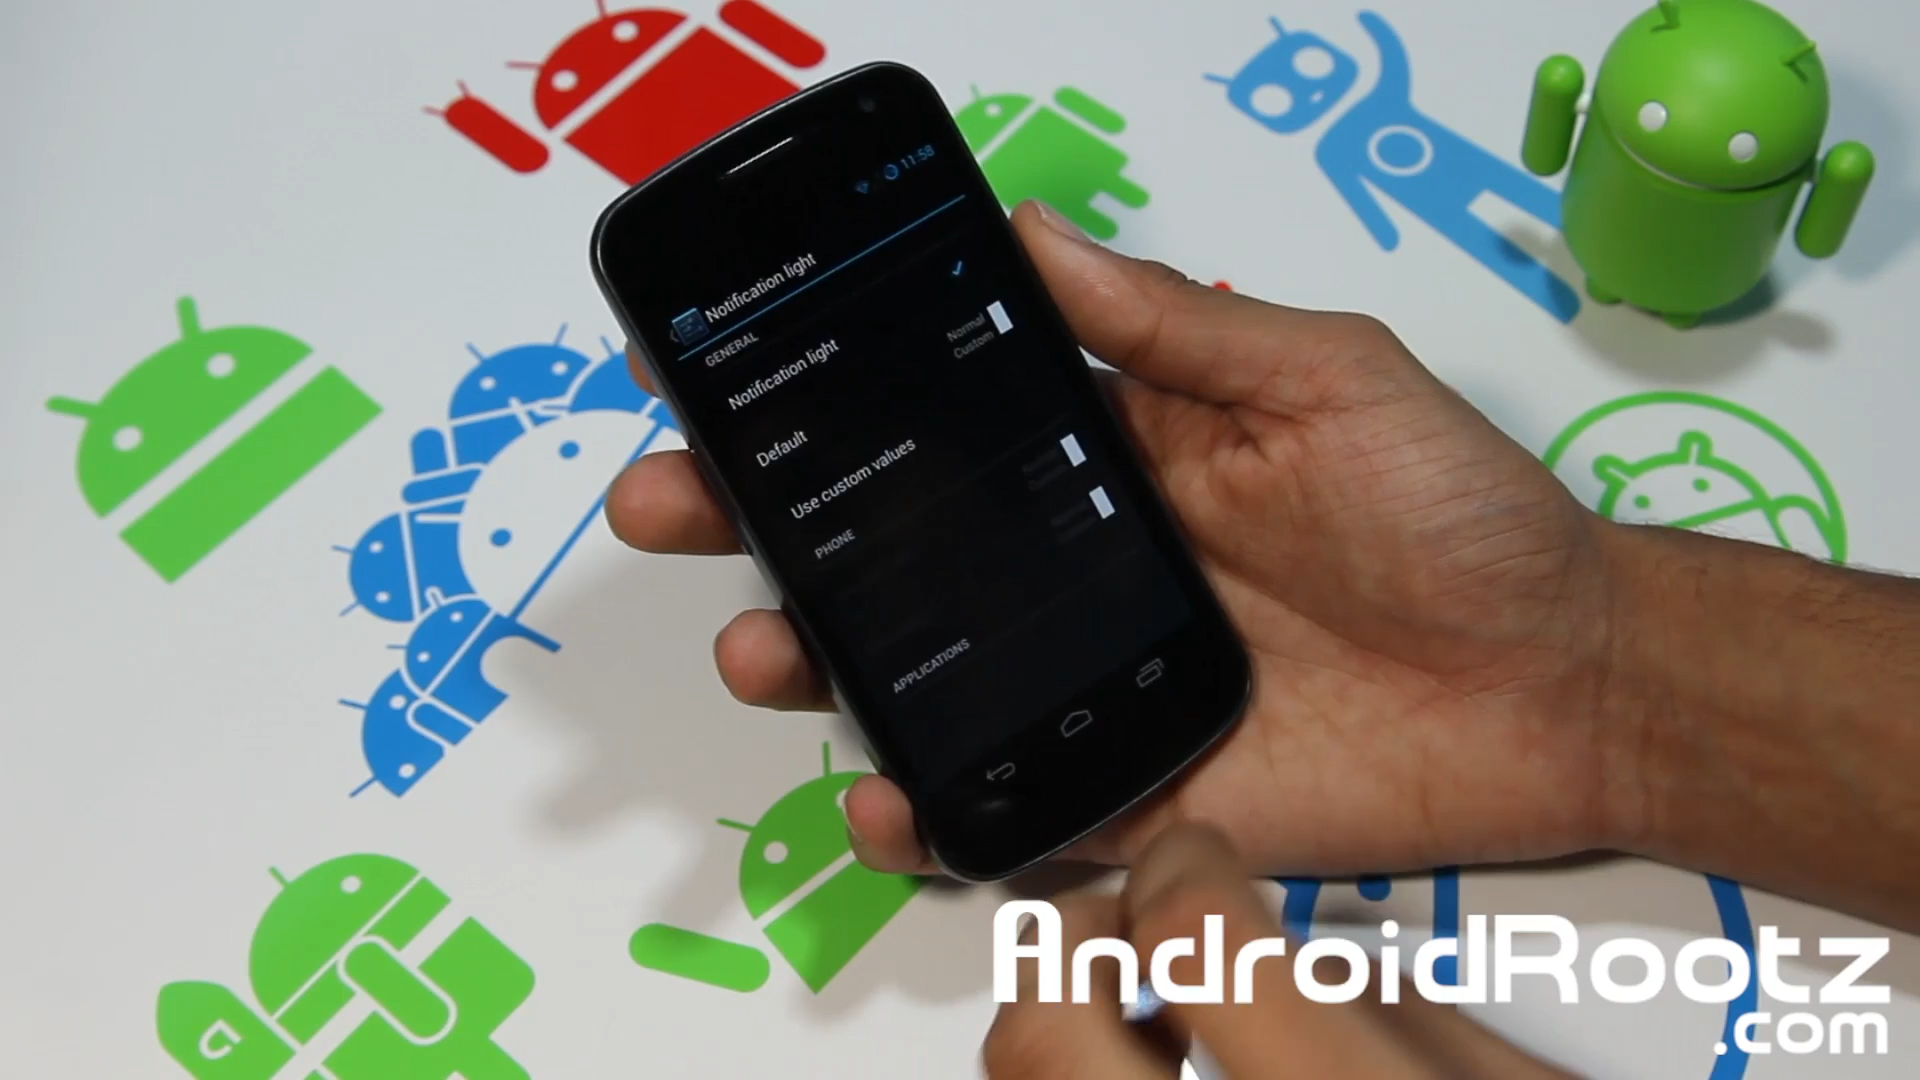 11:58
Notification light
GENERAL
Notification light
Default
Normal
Custom
Use custom values
PHONE
APPLICATIONS
AndroidRootz
.com